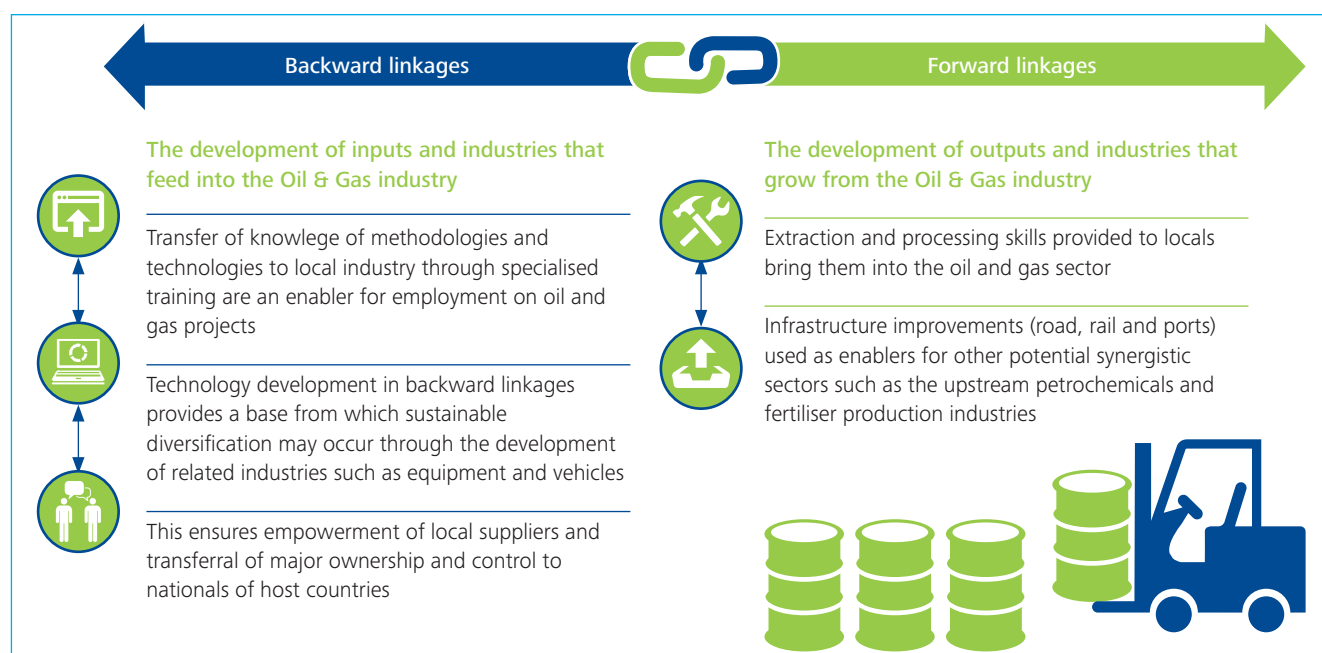 Backward linkages
Forward linkages
The development of inputs and industries that
feed into the Oil & Gas industry
Transfer of knowlege of methodologies and
technologies to local industry through specialised
training are an enabler for employment on oil and
gas projects
Technology development in backward linkages
provides a base from which sustainable
diversification may occur through the development
of related industries such as equipment and vehicles
This ensures empowerment of local suppliers and
transferral of major ownership and control to
nationals of host countries
The development of outputs and industries that
grow from the Oil & Gas industry
Extraction and processing skills provided to locals
bring them into the oil and gas sector
Infrastructure improvements (road, rail and ports)
used as enablers for other potential synergistic
sectors such as the upstream petrochemicals and
fertiliser production industries